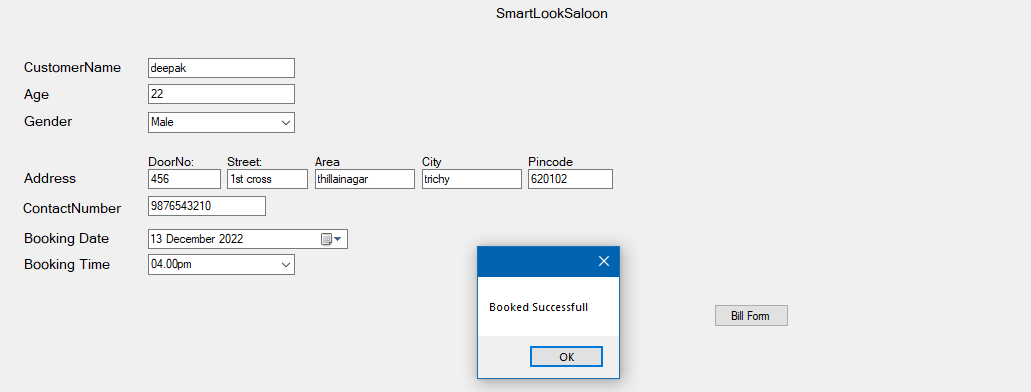 SmartLookSaloon
CustomerName deepak
Age 22
Gender Male
DoorNo: Street: Area City Pincode
Address 456 1st cross thillainagar trichy 620102
ContactNumber 9876543210
Booking Date 13 December 2022
Booking Time 04.00pm
Booked Successfull
Bill Form
OK